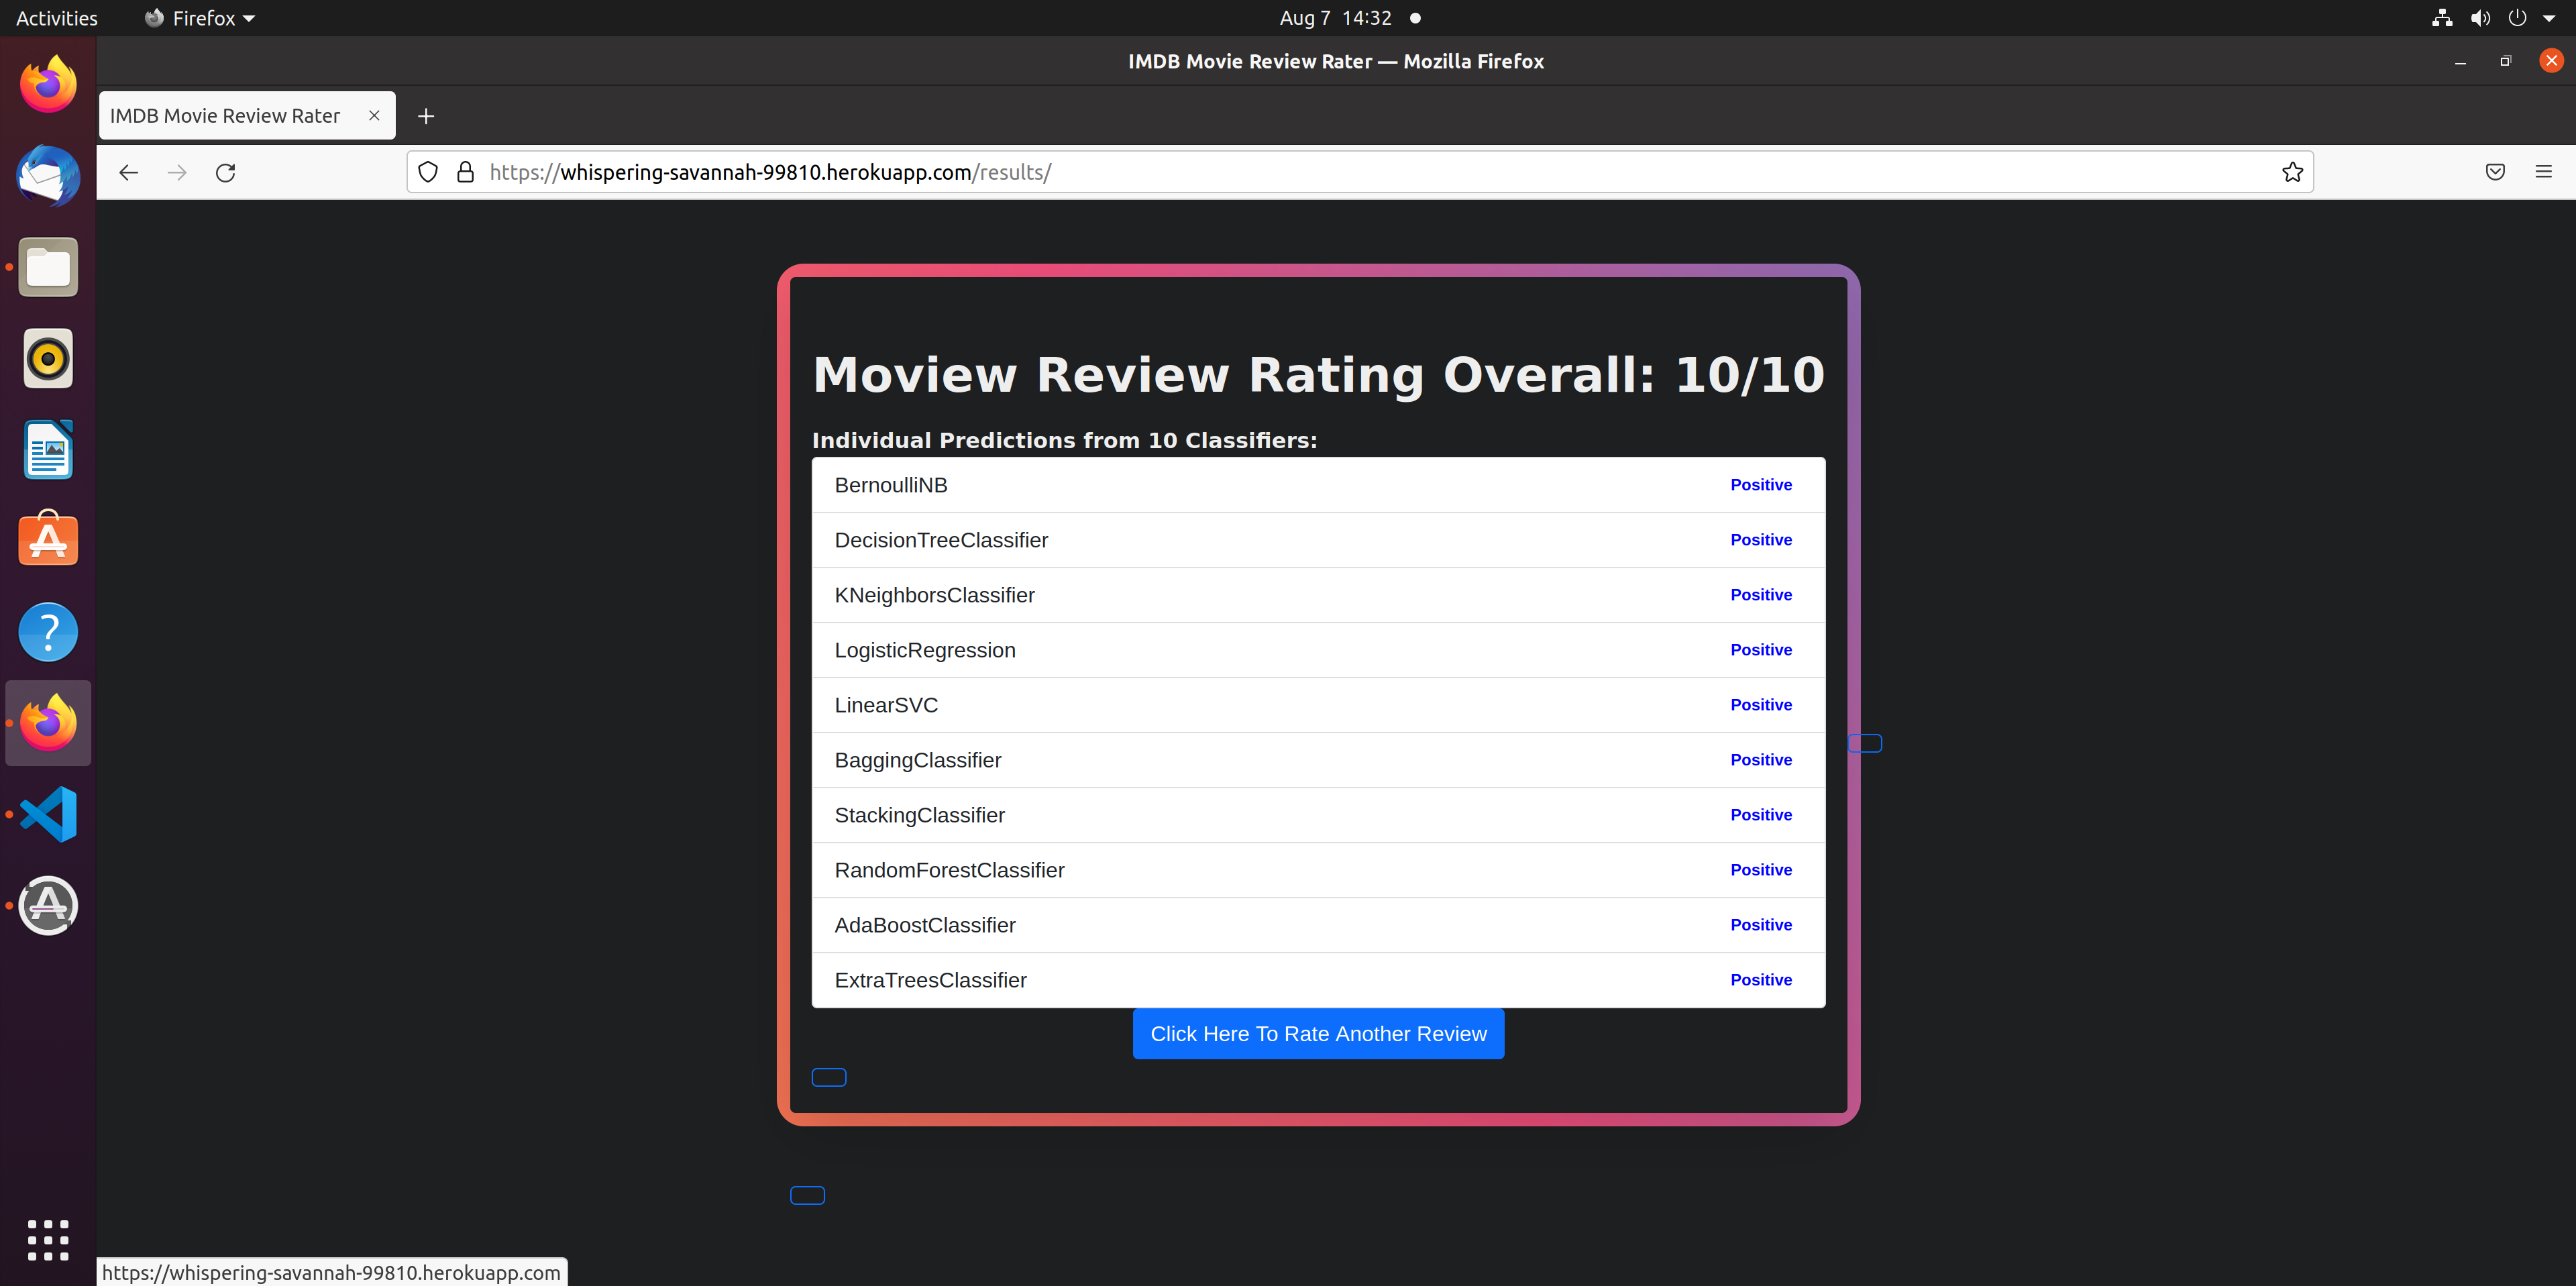 Activities
Firefox
Aug 7 14:32
IMDB Movie Review Rater — Mozilla Firefox
IMDB Movie Review Rater
https://whispering-savannah-99810.herokuapp.com/results/
Moview Review Rating Overall: 10/10
Individual Predictions from 10 Classifiers:
BernoulliNB Positive
DecisionTreeClassifier Positive
KNeighborsClassifier Positive
LogisticRegression Positive
LinearSVC Positive
BaggingClassifier Positive
StackingClassifier Positive
RandomForestClassifier Positive
AdaBoostClassifier Positive
ExtraTreesClassifier Positive
Click Here To Rate Another Review
https://whispering-savannah-99810.herokuapp.com